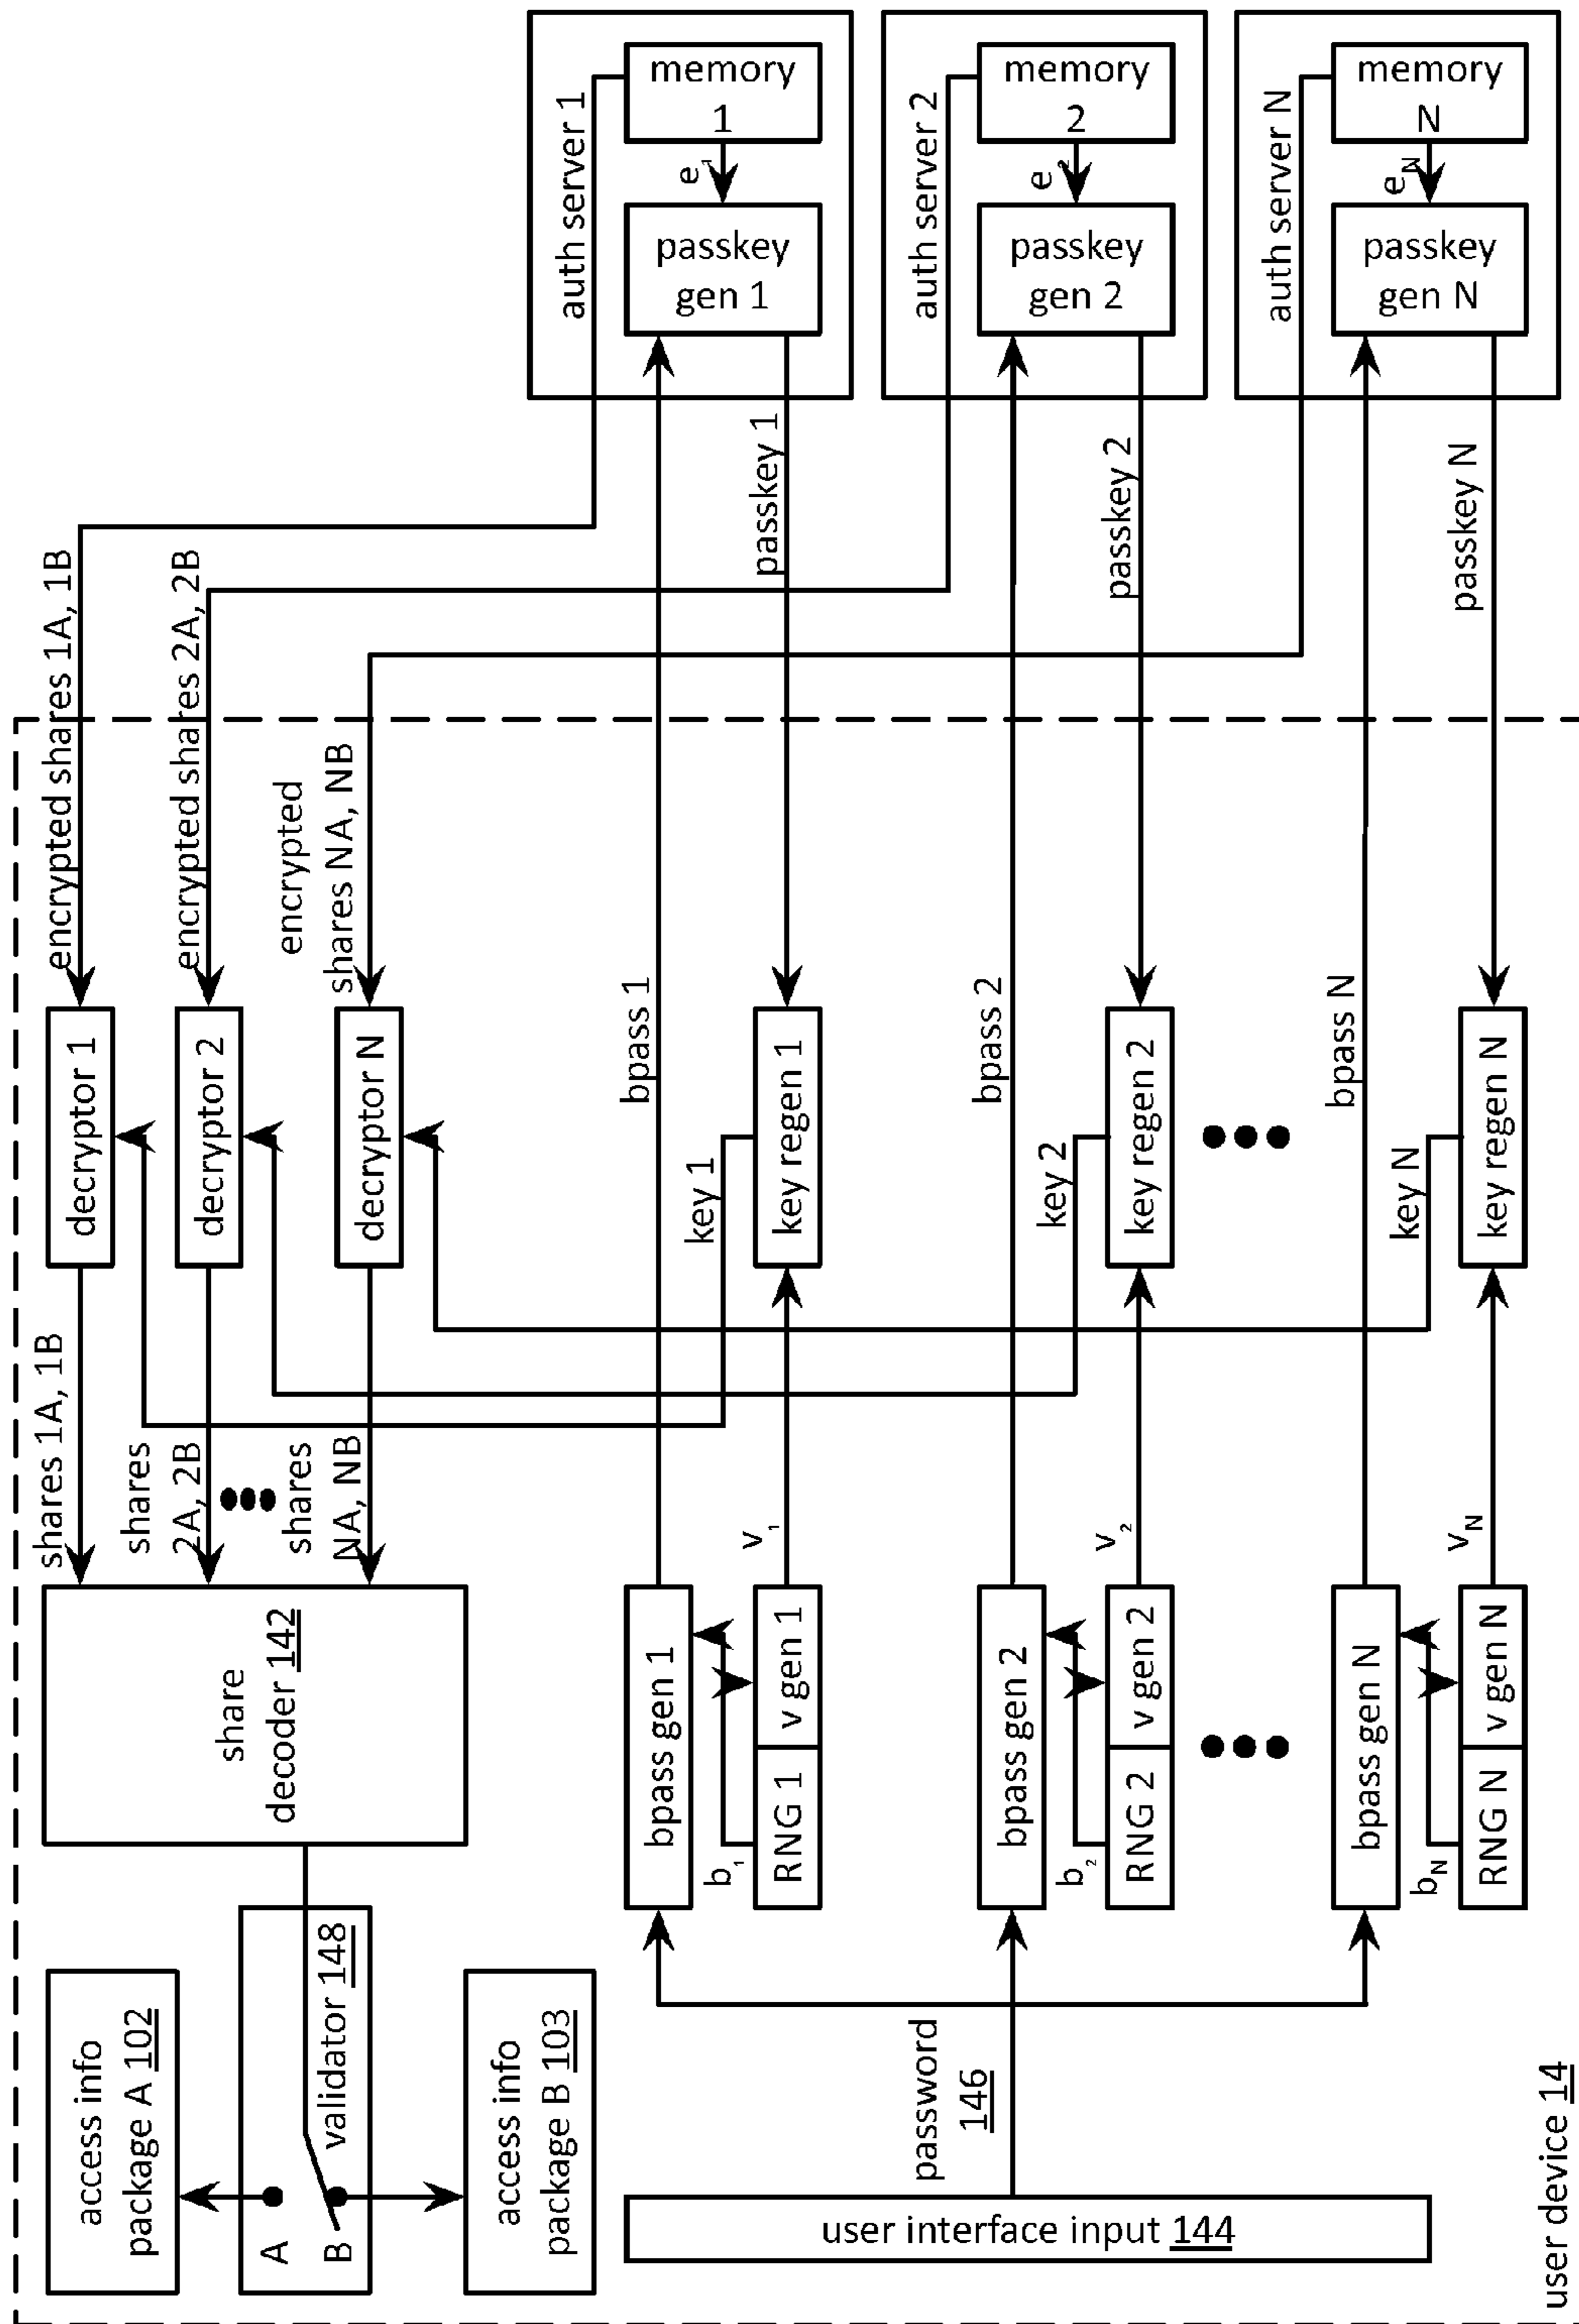 access info
package A 102
A
B
validator 148
access info
package B 103
share
decoder 142
shares 1A, 1B
shares
2A, 2B
shares
NA, NB
decryptor 1
decryptor 2
decryptor N
encrypted shares 1A, 1B
encrypted shares 2A, 2B
encrypted
shares NA, NB
user interface input 144
password
146
bpass gen 1
b1
RNG 1
v gen 1
v1
bpass 1
key 1
key regen 1
passkey 1
auth server 1
passkey
gen 1
e1
memory
1
bpass gen 2
b2
RNG 2
v gen 2
v2
bpass 2
key 2
key regen 2
passkey 2
auth server 2
passkey
gen 2
e2
memory
2
bpass gen N
bN
RNG N
v gen N
vN
bpass N
key N
key regen N
passkey N
auth server N
passkey
gen N
eN
memory
N
user device 14